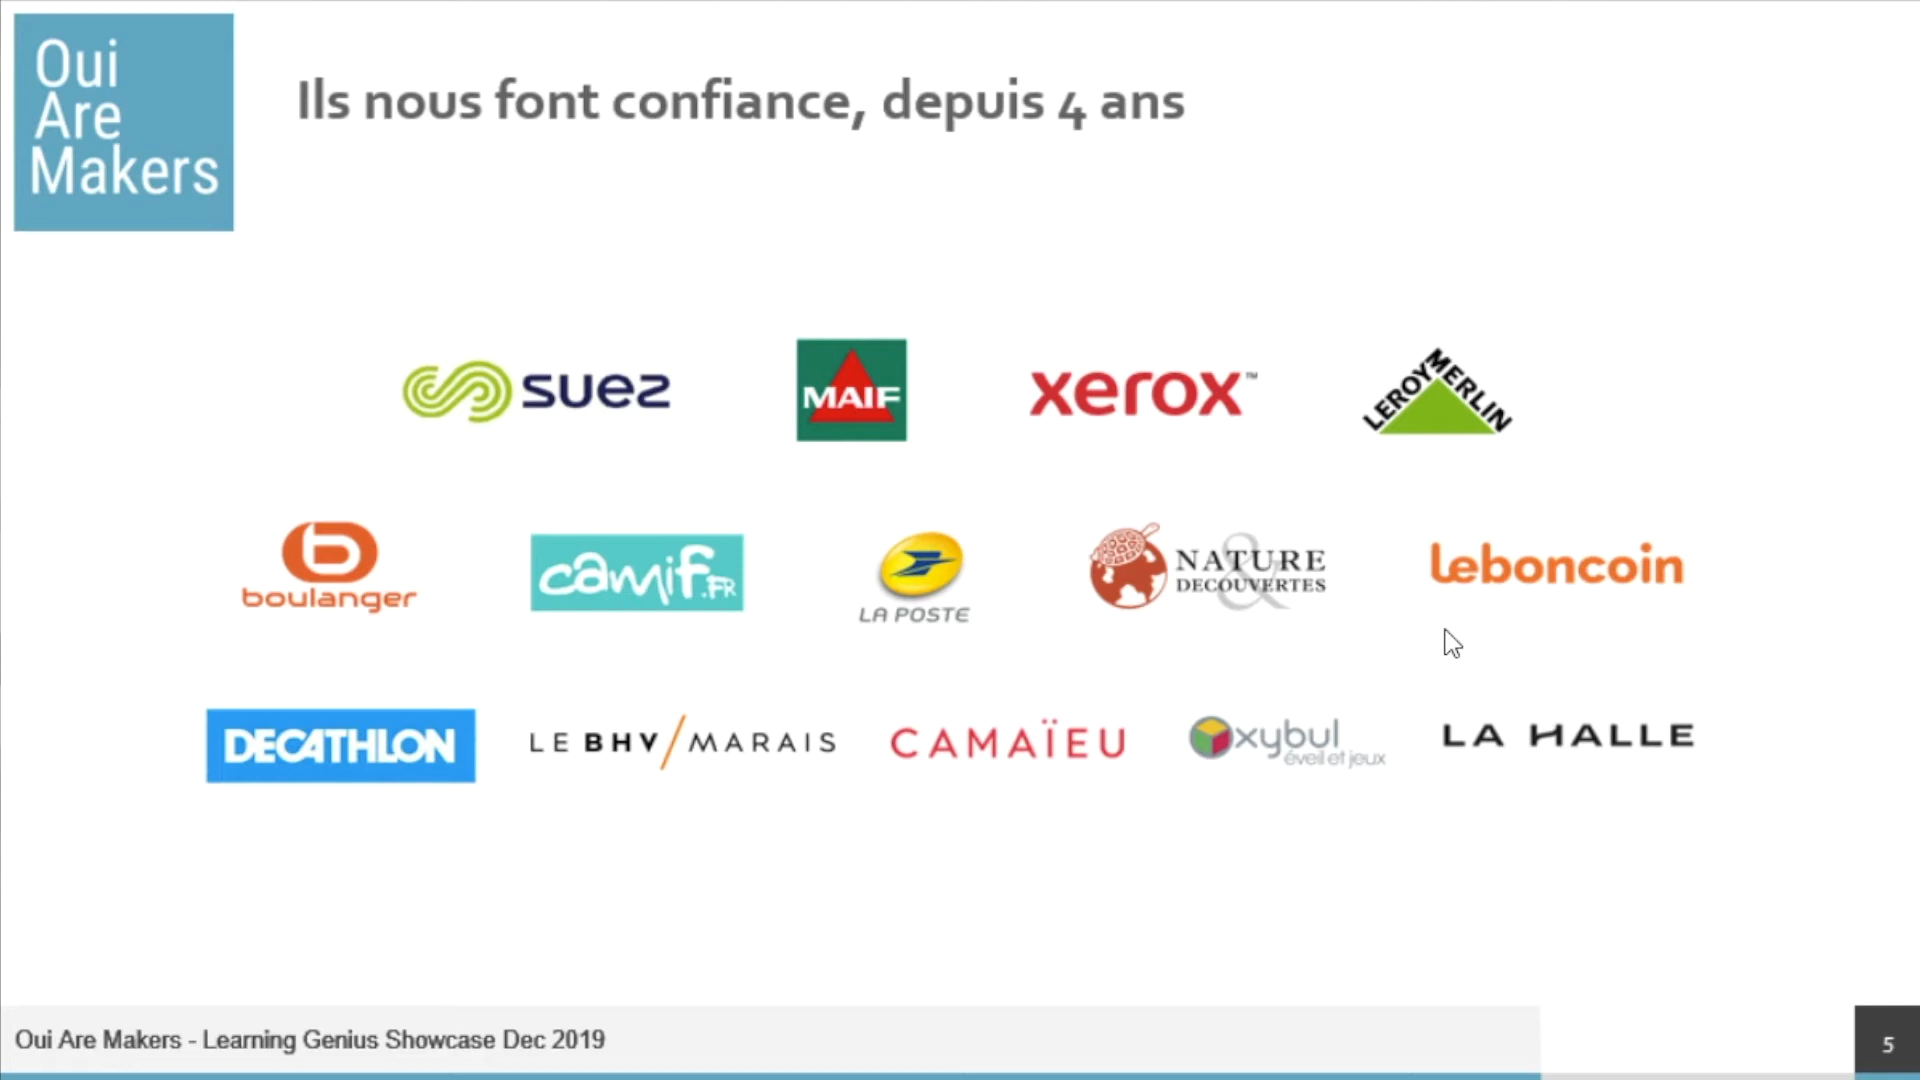 Oui
Are
Makers
Ils nous font confiance, depuis 4 ans
suez
MAIF
xerox™
LEROY MERLIN
boulanger
camif.FR
LA POSTE
NATURE
&
DECOUVERTES
leboncoin
DECATHLON
LE BHV/MARAIS
CAMAÏEU
oxybul
éveil et jeux
LA HALLE
Oui Are Makers - Learning Genius Showcase Dec 2019
5